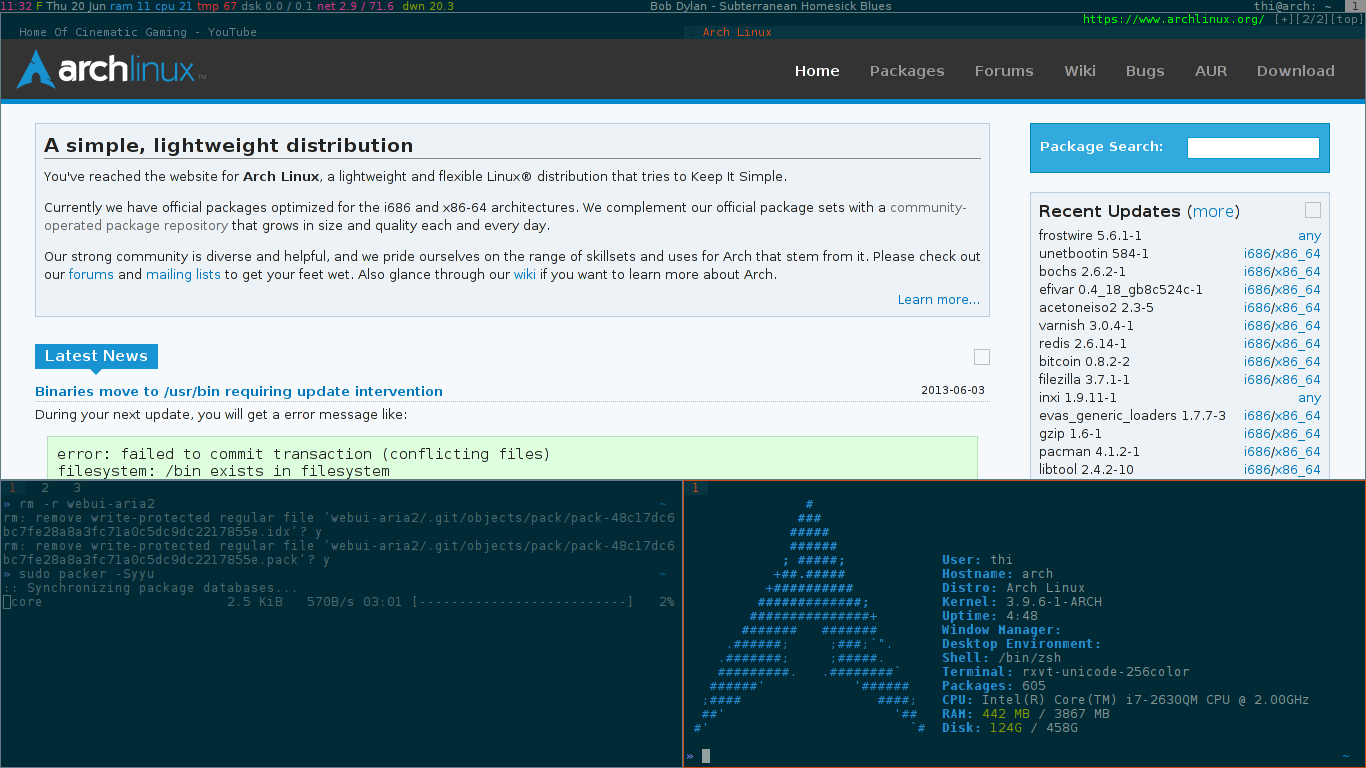 11:32 F Thu 20 Jun ram 11 cpu 21 tmp 67 dsk 0.0 / 0.1 net 2.9 / 71.6 dwn 20.3 Bob Dylan - Subterranean Homesick Blues thi@arch: ~ 1
https://www.archlinux.org/ [+][2/2][top]
Home Of Cinematic Gaming - YouTube Arch Linux
archlinux™ Home Packages Forums Wiki Bugs AUR Download
A simple, lightweight distribution
You've reached the website for Arch Linux, a lightweight and flexible Linux® distribution that tries to Keep It Simple.
Currently we have official packages optimized for the i686 and x86-64 architectures. We complement our official package sets with a community-
operated package repository that grows in size and quality each and every day.
Our strong community is diverse and helpful, and we pride ourselves on the range of skillsets and uses for Arch that stem from it. Please check out
our forums and mailing lists to get your feet wet. Also glance through our wiki if you want to learn more about Arch.
Learn more...
Latest News
Binaries move to /usr/bin requiring update intervention 2013-06-03
During your next update, you will get a error message like:
error: failed to commit transaction (conflicting files)
filesystem: /bin exists in filesystem
Package Search:
Recent Updates (more)
frostwire 5.6.1-1 any
unetbootin 584-1 i686/x86_64
bochs 2.6.2-1 i686/x86_64
efivar 0.4_18_gb8c524c-1 i686/x86_64
acetoneiso2 2.3-5 i686/x86_64
varnish 3.0.4-1 i686/x86_64
redis 2.6.14-1 i686/x86_64
bitcoin 0.8.2-2 i686/x86_64
filezilla 3.7.1-1 i686/x86_64
inxi 1.9.11-1 any
evas_generic_loaders 1.7.7-3 i686/x86_64
gzip 1.6-1 i686/x86_64
pacman 4.1.2-1 i686/x86_64
libtool 2.4.2-10 i686/x86_64
1 2 3
» rm -r webui-aria2 ~
rm: remove write-protected regular file ‘webui-aria2/.git/objects/pack/pack-48c17dc6
bc7fe28a8a3fc71a0c5dc9dc2217855e.idx’? y
rm: remove write-protected regular file ‘webui-aria2/.git/objects/pack/pack-48c17dc6
bc7fe28a8a3fc71a0c5dc9dc2217855e.pack’? y
» sudo packer -Syyu ~
:: Synchronizing package databases...
core 2.5 KiB 570B/s 03:01 [--------------------------] 2%
1
#
###
#####
######
; #####;
+##.#####
+##########
#############;
###############+
####### #######
.######; ;###;`".
.#######; ;#####.
#########. .########`
######' '######
;#### ####;
##' '##
#' `#
User: thi
Hostname: arch
Distro: Arch Linux
Kernel: 3.9.6-1-ARCH
Uptime: 4:48
Window Manager:
Desktop Environment:
Shell: /bin/zsh
Terminal: rxvt-unicode-256color
Packages: 605
CPU: Intel(R) Core(TM) i7-2630QM CPU @ 2.00GHz
RAM: 442 MB / 3867 MB
Disk: 124G / 458G
» ~